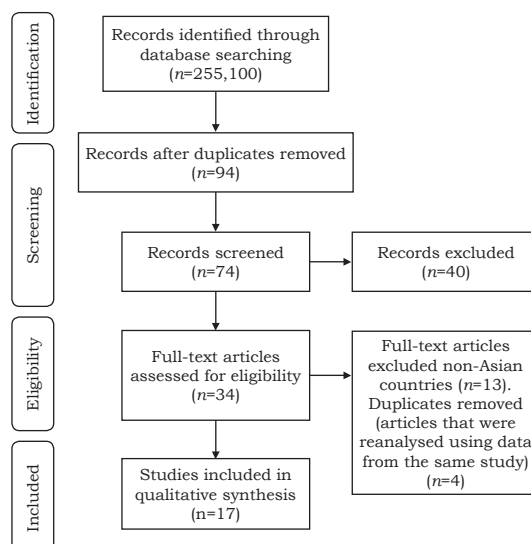 Identification
Records identified through
database searching
(n=255,100)
Records after duplicates removed
(n=94)
Screening
Records screened
(n=74)
Records excluded
(n=40)
Eligibility
Full-text articles
assessed for eligibility
(n=34)
Full-text articles
excluded non-Asian
countries (n=13).
Duplicates removed
(articles that were
reanalysed using data
from the same study)
(n=4)
Included
Studies included in
qualitative synthesis
(n=17)